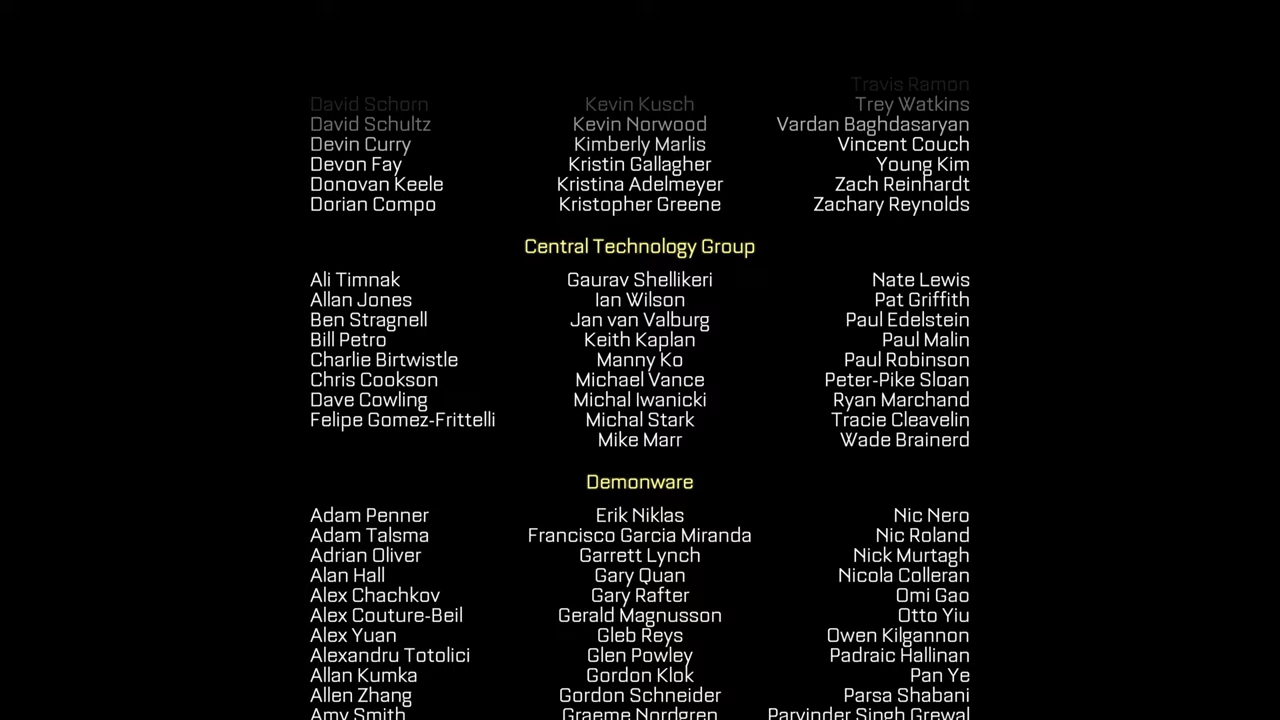 Travis Ramon
David Schorn Kevin Kusch Trey Watkins
David Schultz Kevin Norwood Vardan Baghdasaryan
Devin Curry Kimberly Marlis Vincent Couch
Devon Fay Kristin Gallagher Young Kim
Donovan Keele Kristina Adelmeyer Zach Reinhardt
Dorian Compo Kristopher Greene Zachary Reynolds
Central Technology Group
Ali Timnak Gaurav Shellikeri Nate Lewis
Allan Jones Ian Wilson Pat Griffith
Ben Stragnell Jan van Valburg Paul Edelstein
Bill Petro Keith Kaplan Paul Malin
Charlie Birtwistle Manny Ko Paul Robinson
Chris Cookson Michael Vance Peter-Pike Sloan
Dave Cowling Michal Iwanicki Ryan Marchand
Felipe Gomez-Frittelli Michal Stark Tracie Cleavelin
Mike Marr Wade Brainerd
Demonware
Adam Penner Erik Niklas Nic Nero
Adam Talsma Francisco Garcia Miranda Nic Roland
Adrian Oliver Garrett Lynch Nick Murtagh
Alan Hall Gary Quan Nicola Colleran
Alex Chachkov Gary Rafter Omi Gao
Alex Couture-Beil Gerald Magnusson Otto Yiu
Alex Yuan Gleb Reys Owen Kilgannon
Alexandru Totolici Glen Powley Padraic Hallinan
Allan Kumka Gordon Klok Pan Ye
Allen Zhang Gordon Schneider Parsa Shabani
Amy Smith Graeme Nordgren Parvinder Singh Grewal